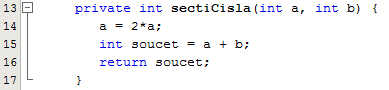 13 private int sectiCisla(int a, int b) {
14 a = 2*a;
15 int soucet = a + b;
16 return soucet;
17 }